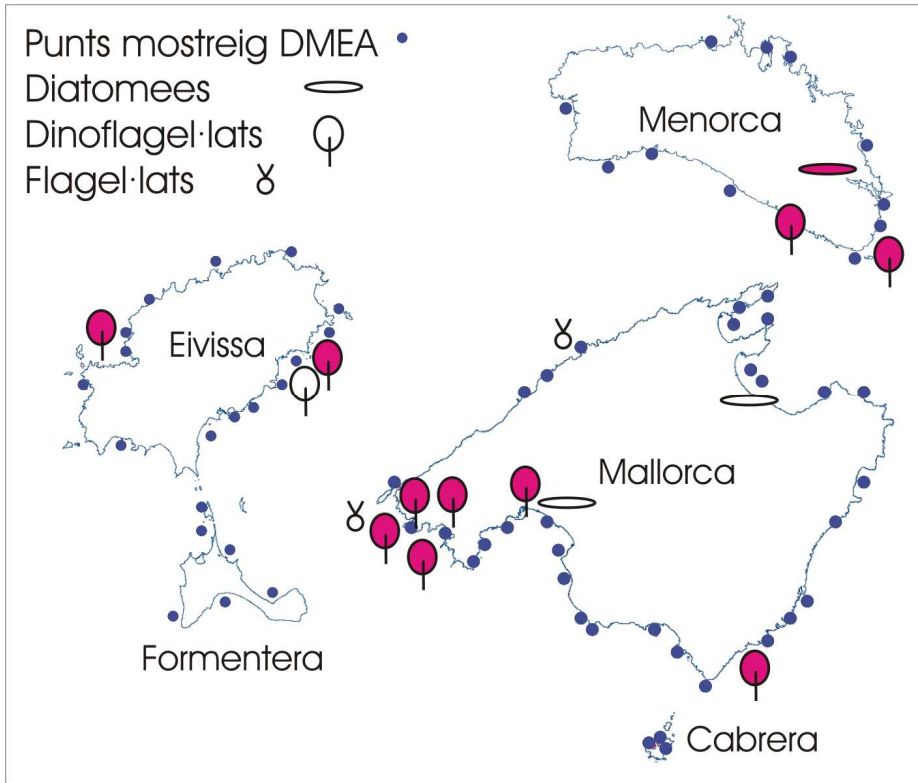 Punts mostreig DMEA
Diatomees
Dinoflagel·lats
Flagel·lats
Menorca
Eivissa
Mallorca
Formentera
Cabrera